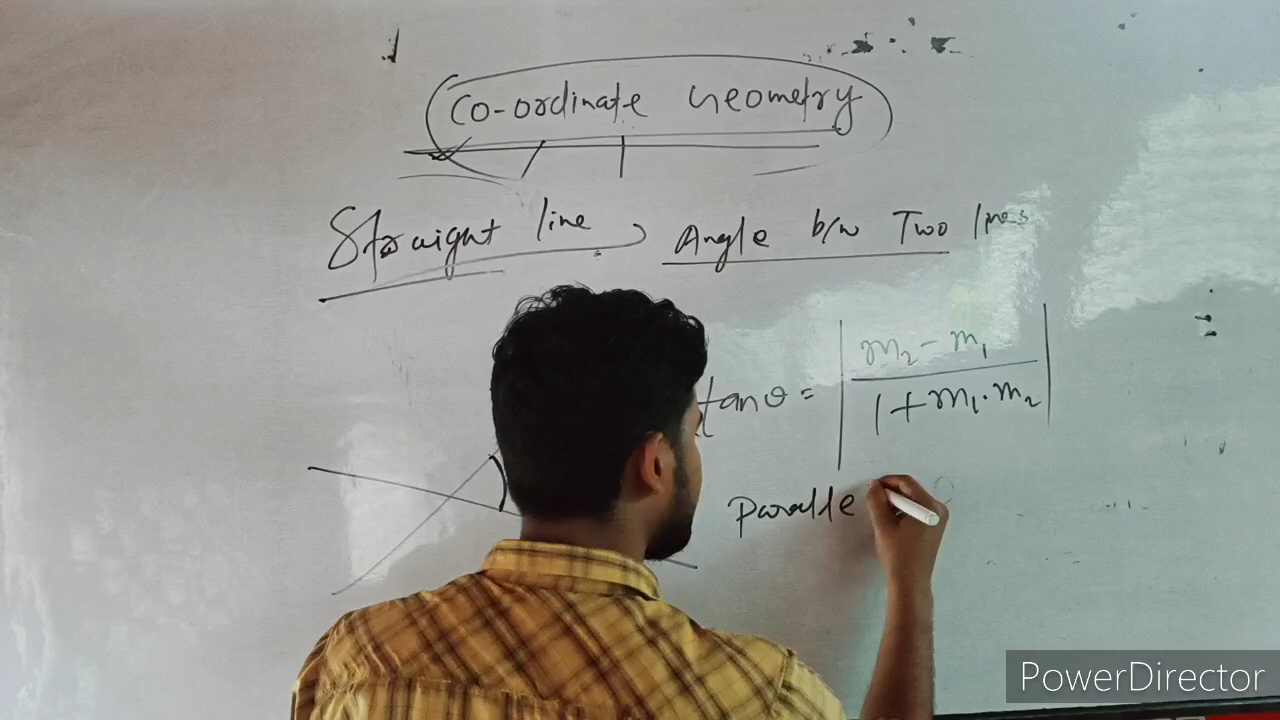 Co-ordinate Geometry
Straight line, Angle b/w Two lines
tanθ = | m₂ - m₁ / 1 + m₁.m₂ |
Paralle
PowerDirector